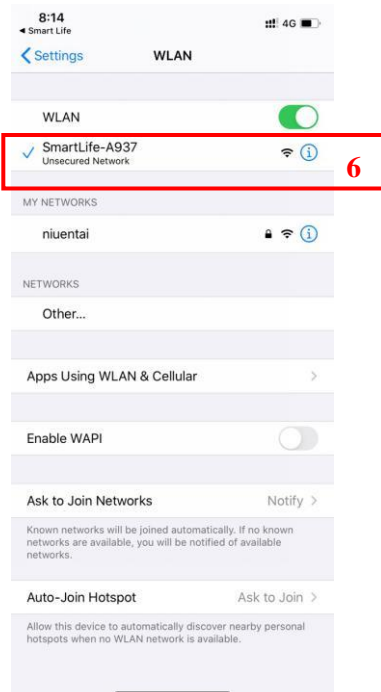 8:14
4G
◀ Smart Life
Settings WLAN
WLAN
SmartLife-A937
Unsecured Network
6
MY NETWORKS
niuentai
NETWORKS
Other...
Apps Using WLAN & Cellular
Enable WAPI
Ask to Join Networks Notify
Known networks will be joined automatically. If no known
networks are available, you will be notified of available
networks.
Auto-Join Hotspot Ask to Join
Allow this device to automatically discover nearby personal
hotspots when no WLAN network is available.